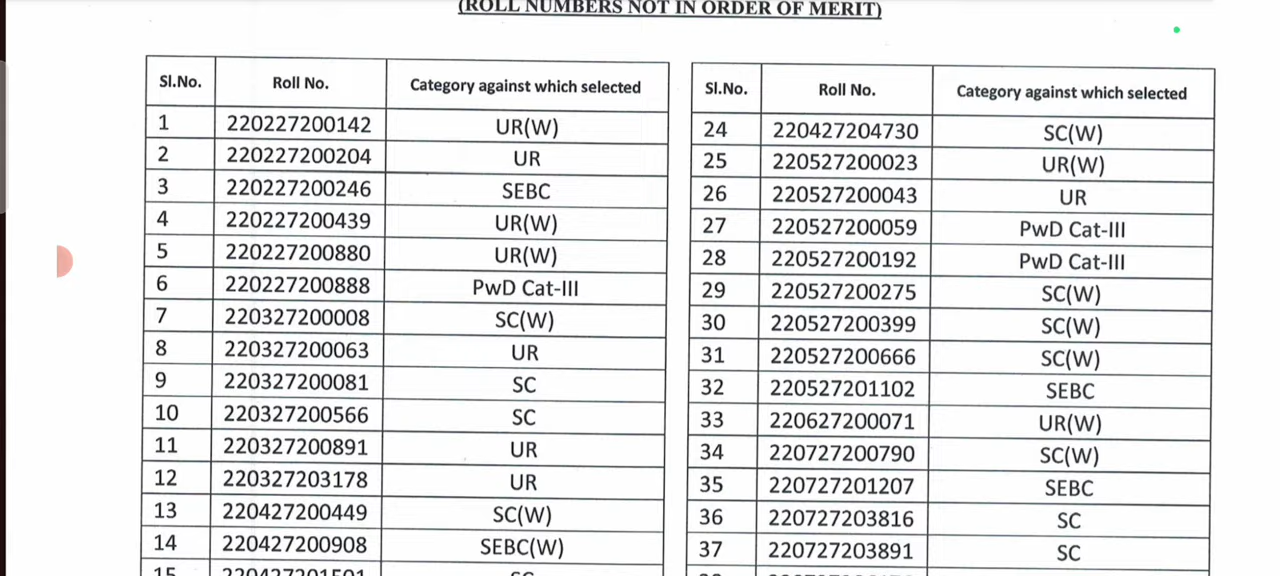 (ROLL NUMBERS NOT IN ORDER OF MERIT)
Sl.No. Roll No. Category against which selected
1 220227200142 UR(W)
2 220227200204 UR
3 220227200246 SEBC
4 220227200439 UR(W)
5 220227200880 UR(W)
6 220227200888 PwD Cat-III
7 220327200008 SC(W)
8 220327200063 UR
9 220327200081 SC
10 220327200566 SC
11 220327200891 UR
12 220327203178 UR
13 220427200449 SC(W)
14 220427200908 SEBC(W)
15 220427201501 SC
Sl.No. Roll No. Category against which selected
24 220427204730 SC(W)
25 220527200023 UR(W)
26 220527200043 UR
27 220527200059 PwD Cat-III
28 220527200192 PwD Cat-III
29 220527200275 SC(W)
30 220527200399 SC(W)
31 220527200666 SC(W)
32 220527201102 SEBC
33 220627200071 UR(W)
34 220727200790 SC(W)
35 220727201207 SEBC
36 220727203816 SC
37 220727203891 SC